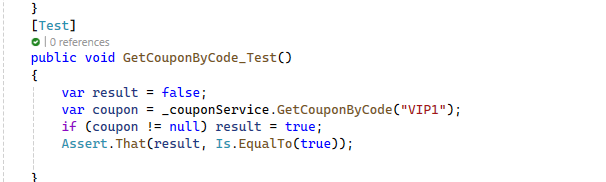 }
[Test]
| 0 references
public void GetCouponByCode_Test()
{
var result = false;
var coupon = _couponService.GetCouponByCode("VIP1");
if (coupon != null) result = true;
Assert.That(result, Is.EqualTo(true));
}